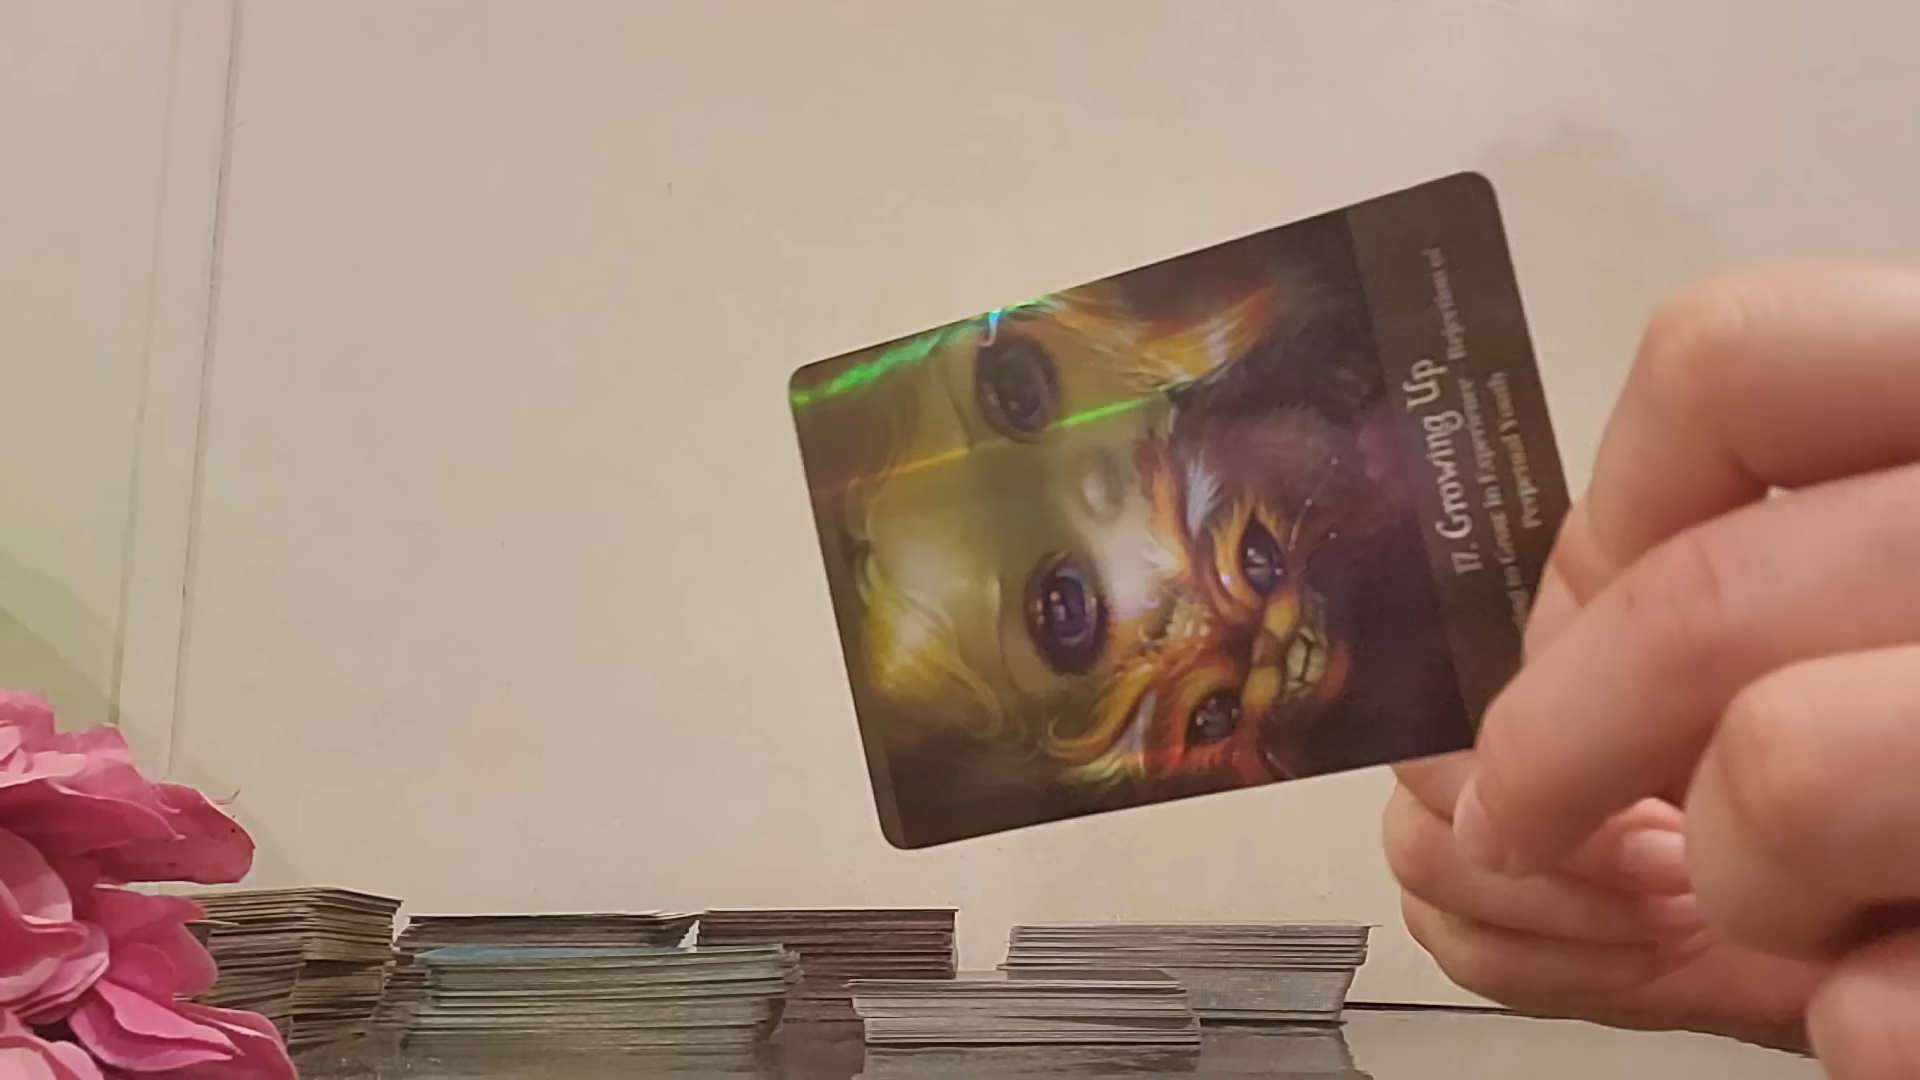 17. Growing Up
to Grow In Experience Rejection of
Perpetual Youth